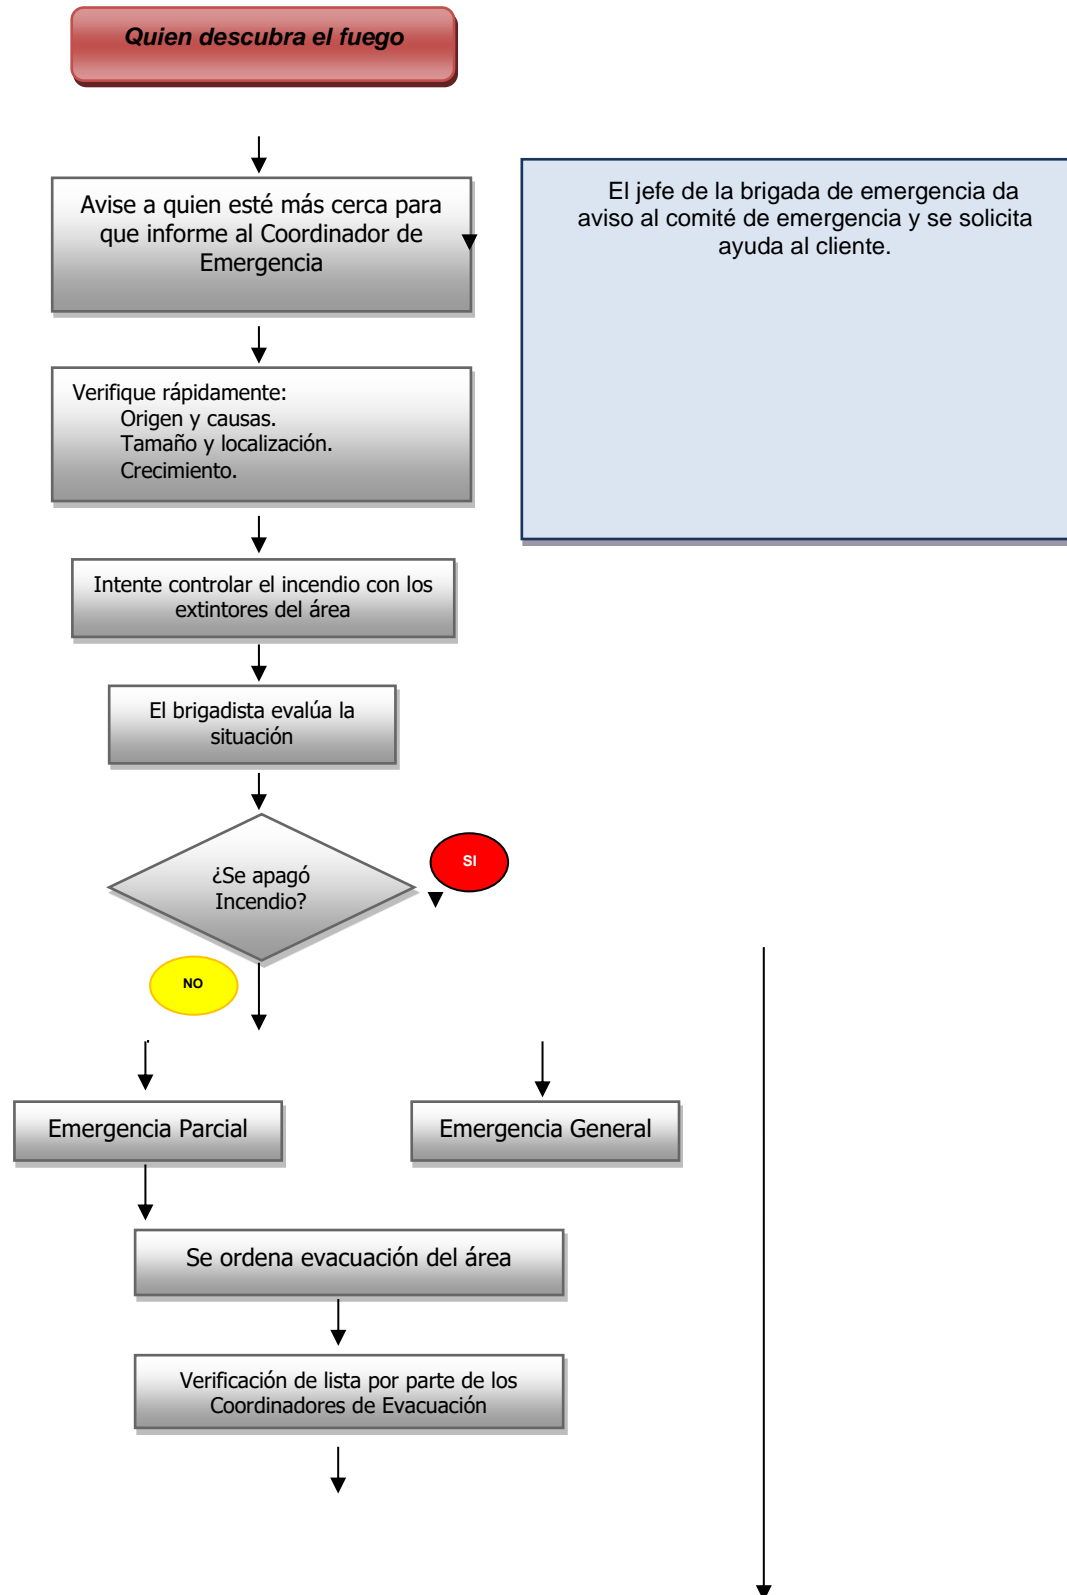 Quien descubra el fuego
Avise a quien esté más cerca para
que informe al Coordinador de
Emergencia
El jefe de la brigada de emergencia da
aviso al comité de emergencia y se solicita
ayuda al cliente.
Verifique rápidamente:
Origen y causas.
Tamaño y localización.
Crecimiento.
Intente controlar el incendio con los
extintores del área
El brigadista evalúa la
situación
¿Se apagó
Incendio?
SI
NO
Emergencia Parcial
Emergencia General
Se ordena evacuación del área
Verificación de lista por parte de los
Coordinadores de Evacuación